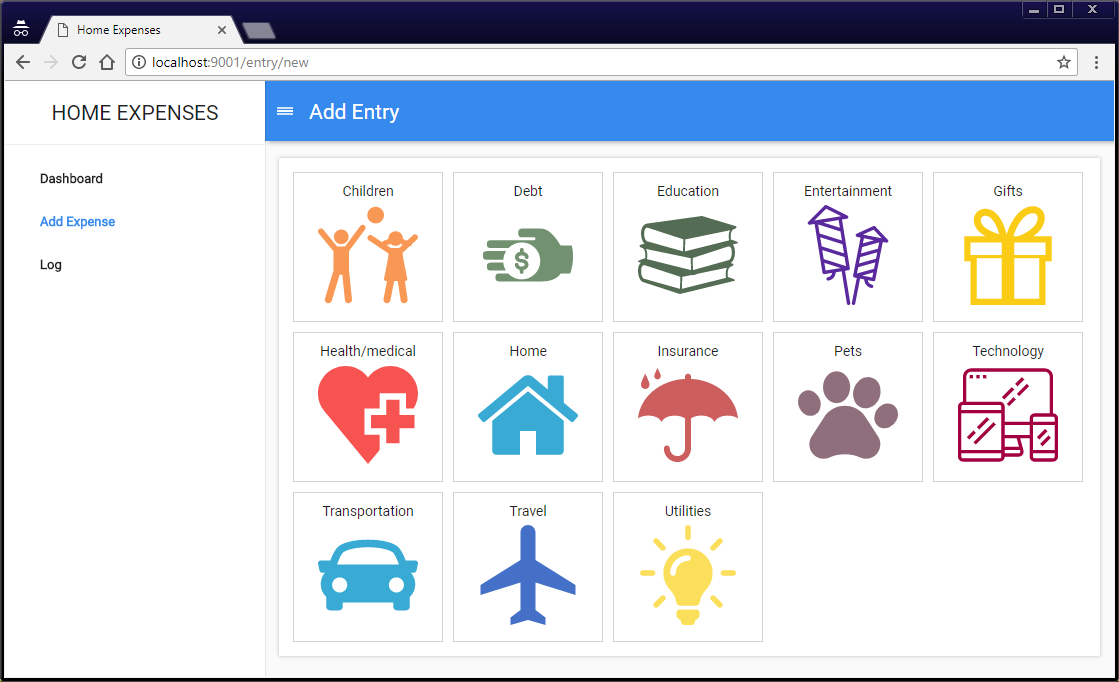 Home Expenses
localhost:9001/entry/new
HOME EXPENSES
Add Entry
Dashboard
Add Expense
Log
Children
Debt
Education
Entertainment
Gifts
Health/medical
Home
Insurance
Pets
Technology
Transportation
Travel
Utilities
$